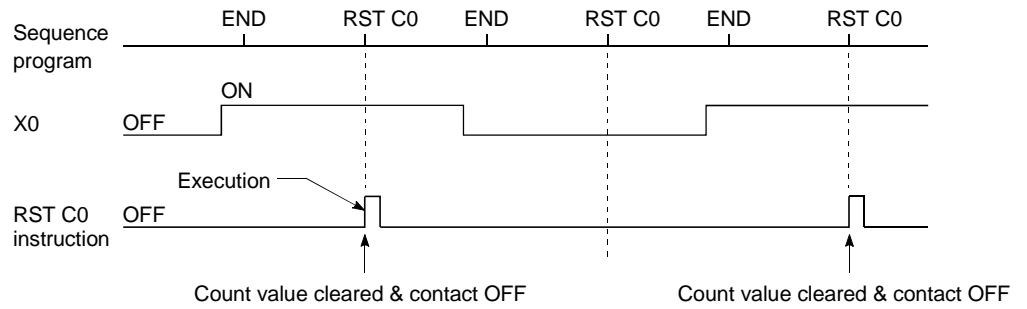 END RST C0 END RST C0 END RST C0
Sequence
program
ON
X0 OFF
Execution
RST C0 OFF
instruction
Count value cleared & contact OFF Count value cleared & contact OFF